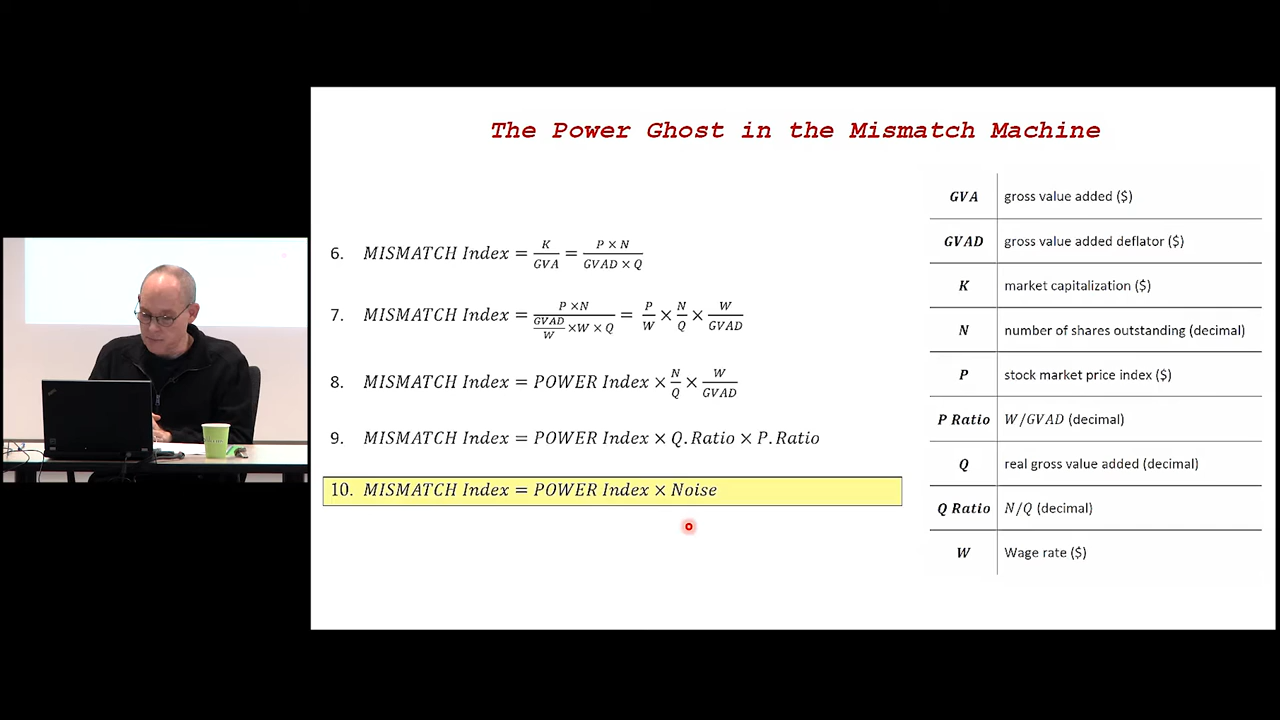 The Power Ghost in the Mismatch Machine
6. MISMATCH Index = K/GVA = P × N/GVAD × Q
7. MISMATCH Index = P × N/(GVAD/W × W × Q) = P/W × N/Q × W/GVAD
8. MISMATCH Index = POWER Index × N/Q × W/GVAD
9. MISMATCH Index = POWER Index × Q.Ratio × P.Ratio
10. MISMATCH Index = POWER Index × Noise
GVA gross value added ($)
GVAD gross value added deflator ($)
K market capitalization ($)
N number of shares outstanding (decimal)
P stock market price index ($)
P Ratio W/GVAD (decimal)
Q real gross value added (decimal)
Q Ratio N/Q (decimal)
W Wage rate ($)